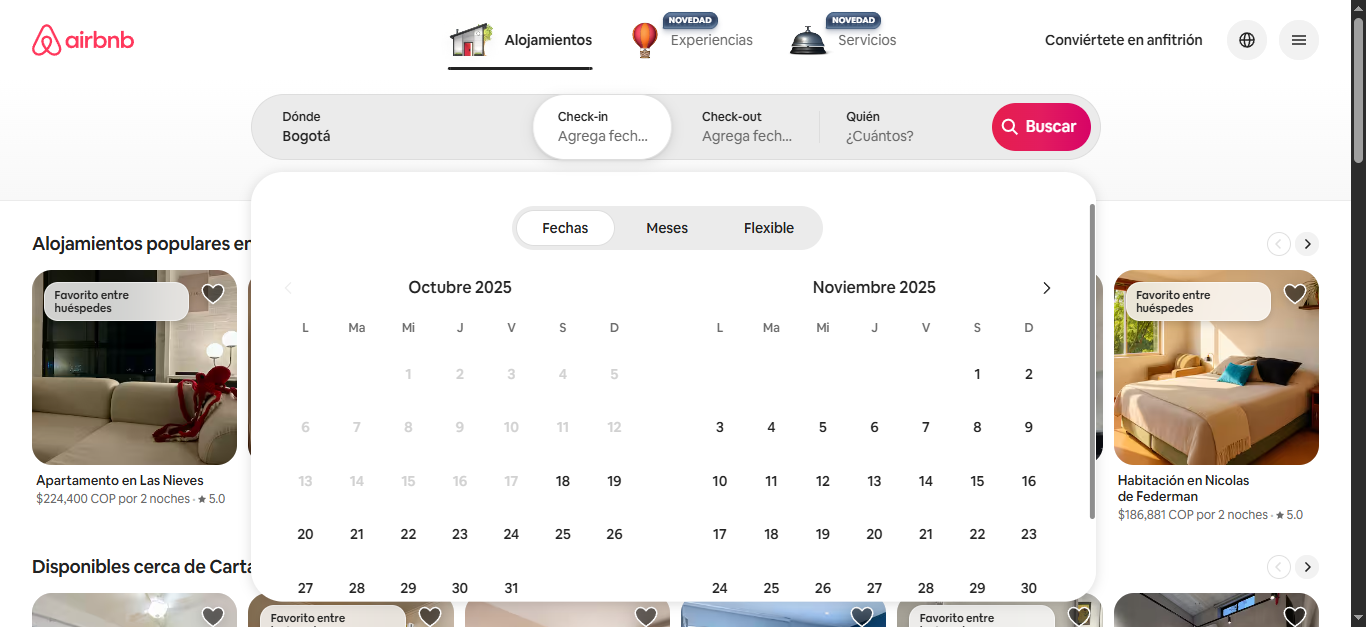 airbnb
Alojamientos
NOVEDAD
Experiencias
NOVEDAD
Servicios
Conviértete en anfitrión
Dónde
Bogotá
Check-in
Agrega fech...
Check-out
Agrega fech...
Quién
¿Cuántos?
Buscar
Fechas
Meses
Flexible
Octubre 2025
L Ma Mi J V S D
1 2 3 4 5
6 7 8 9 10 11 12
13 14 15 16 17 18 19
20 21 22 23 24 25 26
27 28 29 30 31
Noviembre 2025
L Ma Mi J V S D
1 2
3 4 5 6 7 8 9
10 11 12 13 14 15 16
17 18 19 20 21 22 23
24 25 26 27 28 29 30
Alojamientos populares en
Favorito entre
huéspedes
Apartamento en Las Nieves
$224,400 COP por 2 noches · ★ 5.0
Favorito entre
huéspedes
Habitación en Nicolas
de Federman
$186,881 COP por 2 noches · ★ 5.0
Disponibles cerca de Carta
Favorito entre
Favorito entre